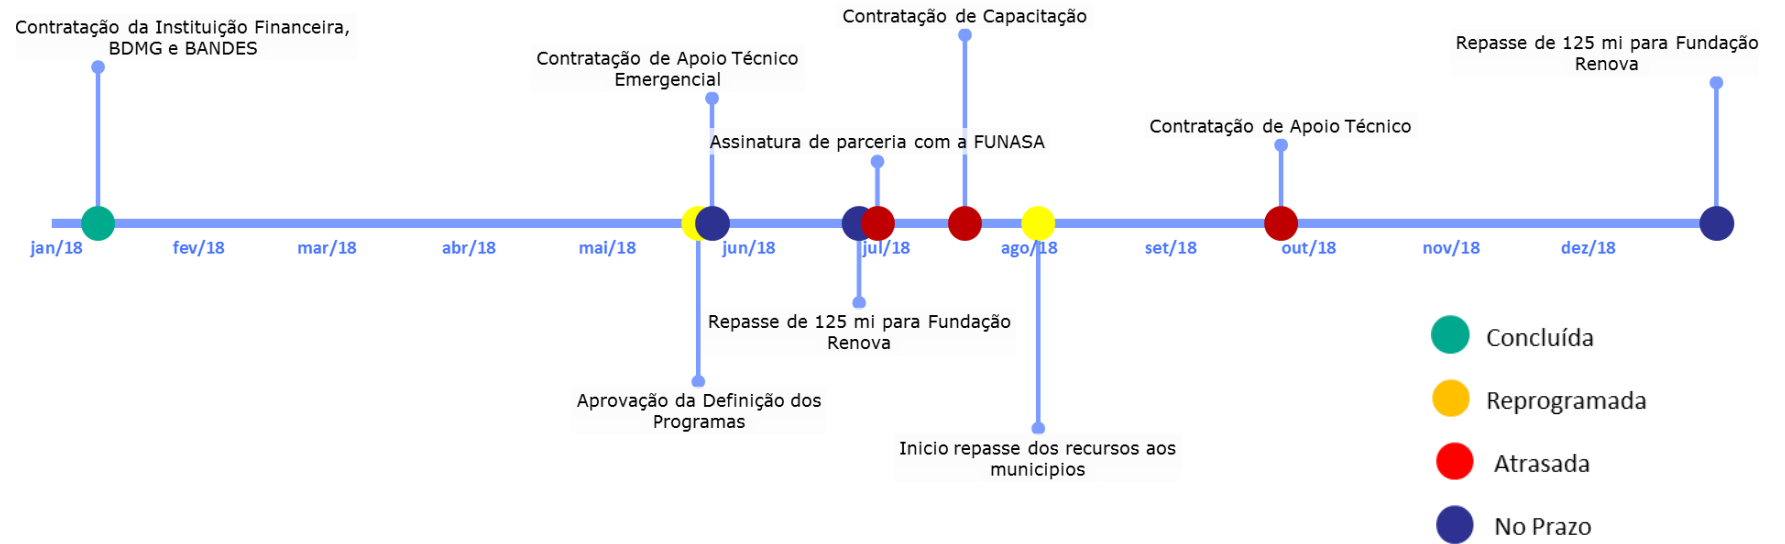 Contratação de Capacitação
Contratação da Instituição Financeira,
BDMG e BANDES
Contratação de Apoio Técnico
Emergencial
Repasse de 125 mi para Fundação
Renova
Assinatura de parceria com a FUNASA
Contratação de Apoio Técnico
jan/18 fev/18 mar/18 abr/18 mai/18 jun/18 jul/18 ago/18 set/18 out/18 nov/18 dez/18
Repasse de 125 mi para Fundação
Renova
Aprovação da Definição dos
Programas
Inicio repasse dos recursos aos
municipios
Concluída
Reprogramada
Atrasada
No Prazo